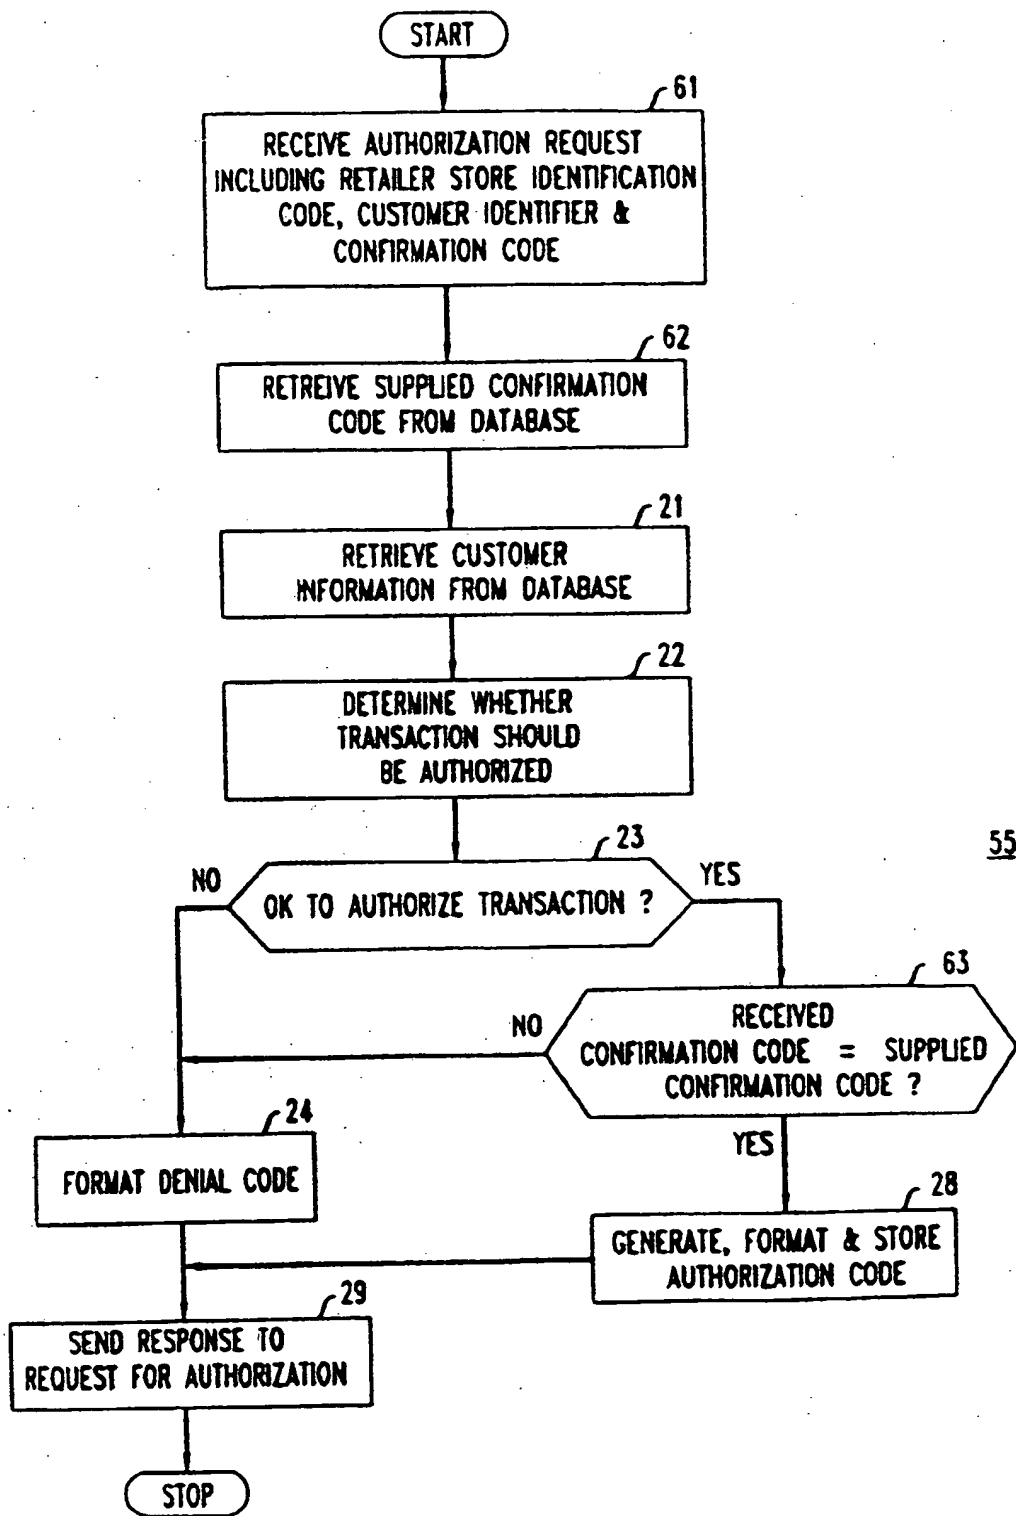 START
61
RECEIVE AUTHORIZATION REQUEST
INCLUDING RETAILER STORE IDENTIFICATION
CODE, CUSTOMER IDENTIFIER &
CONFIRMATION CODE
62
RETREIVE SUPPLIED CONFIRMATION
CODE FROM DATABASE
21
RETRIEVE CUSTOMER
INFORMATION FROM DATABASE
22
DETERMINE WHETHER
TRANSACTION SHOULD
BE AUTHORIZED
23
55
NO
OK TO AUTHORIZE TRANSACTION ?
YES
63
NO
RECEIVED
CONFIRMATION CODE = SUPPLIED
CONFIRMATION CODE ?
YES
24
FORMAT DENIAL CODE
28
GENERATE, FORMAT & STORE
AUTHORIZATION CODE
29
SEND RESPONSE TO
REQUEST FOR AUTHORIZATION
STOP